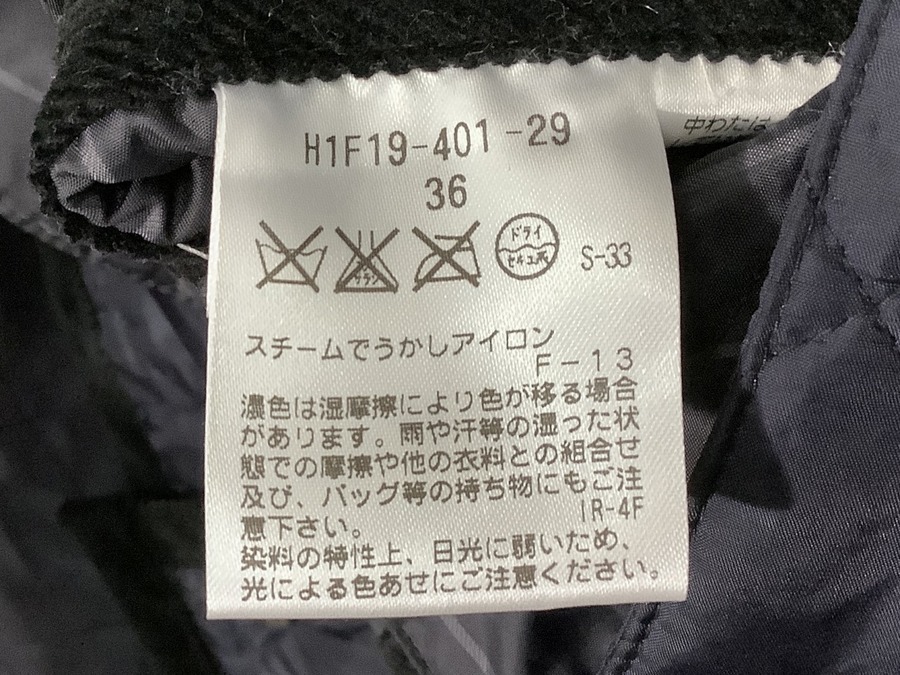 H1F19-401-29
36
サラシ
ドライ
セキユ系
S-33
スチームでうかしアイロン
F-13
濃色は湿摩擦により色が移る場合
があります。雨や汗等の湿った状
態での摩擦や他の衣料との組合せ
及び、バッグ等の持ち物にもご注
意下さい。
IR-4F
染料の特性上、日光に弱いため、
光による色あせにご注意ください。
中わたは